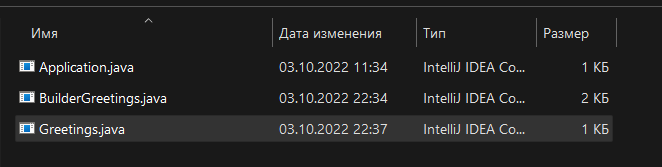 Имя Дата изменения Тип Размер
Application.java 03.10.2022 11:34 IntelliJ IDEA Co... 1 КБ
BuilderGreetings.java 03.10.2022 22:34 IntelliJ IDEA Co... 2 КБ
Greetings.java 03.10.2022 22:37 IntelliJ IDEA Co... 1 КБ